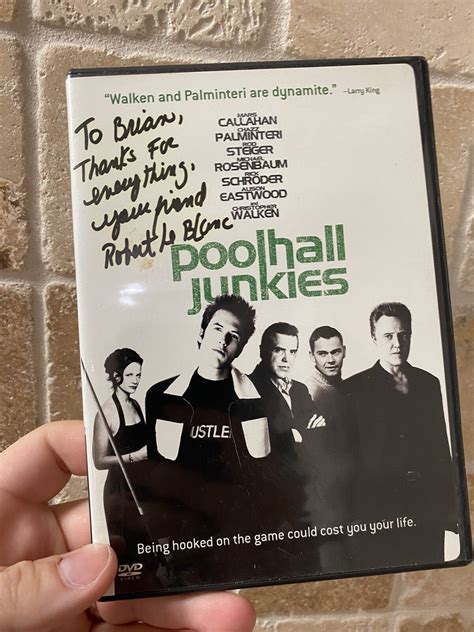 “Walken and Palminteri are dynamite.” –Larry King
To Brian,
Thanks For
everything,
your friend
Robert Le Blanc
MARS
CALLAHAN
CHAZZ
PALMINTERI
ROD
STEIGER
MICHAEL
ROSENBAUM
RICK
SCHRODER
ALISON
EASTWOOD
and
CHRISTOPHER
WALKEN
poolhall
junkies
USTLE
Being hooked on the game could cost you your life.
DVD
VIDEO